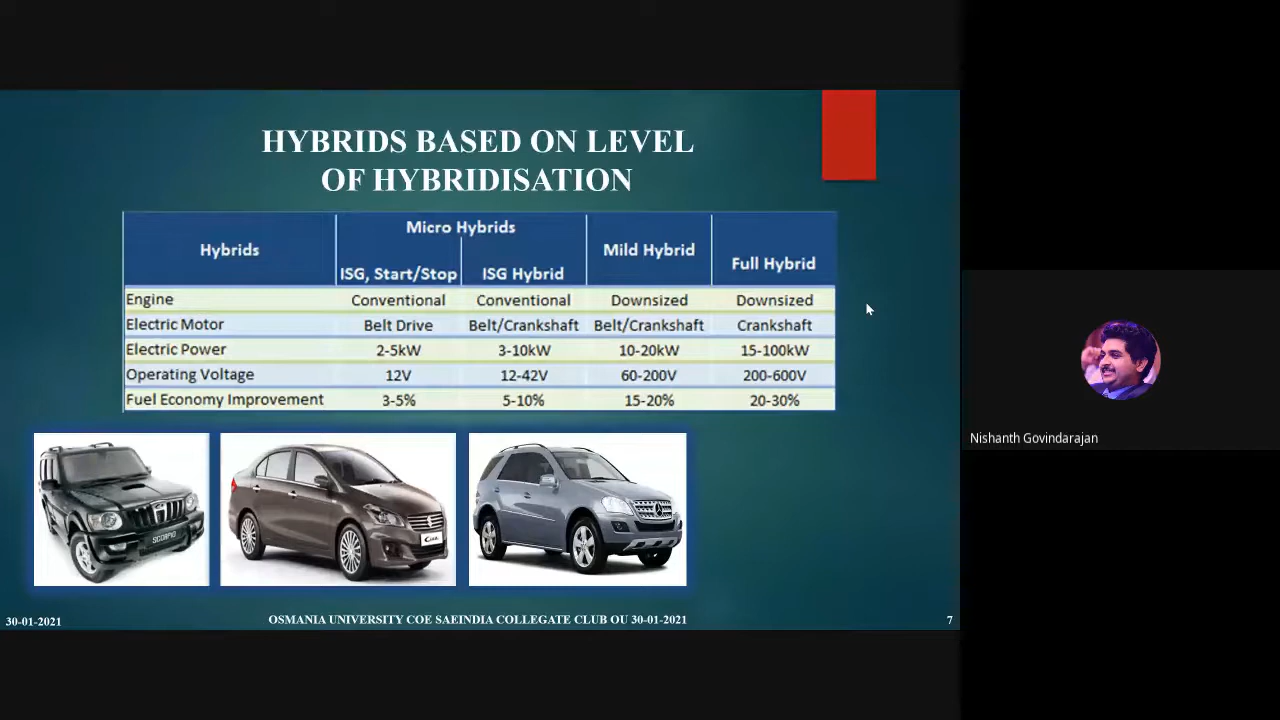 HYBRIDS BASED ON LEVEL
OF HYBRIDISATION
Hybrids Micro Hybrids Mild Hybrid Full Hybrid
ISG, Start/Stop ISG Hybrid
Engine Conventional Conventional Downsized Downsized
Electric Motor Belt Drive Belt/Crankshaft Belt/Crankshaft Crankshaft
Electric Power 2-5kW 3-10kW 10-20kW 15-100kW
Operating Voltage 12V 12-42V 60-200V 200-600V
Fuel Economy Improvement 3-5% 5-10% 15-20% 20-30%
SCORPIO
30-01-2021
OSMANIA UNIVERSITY COE SAEINDIA COLLEGATE CLUB OU 30-01-2021
7
Nishanth Govindarajan